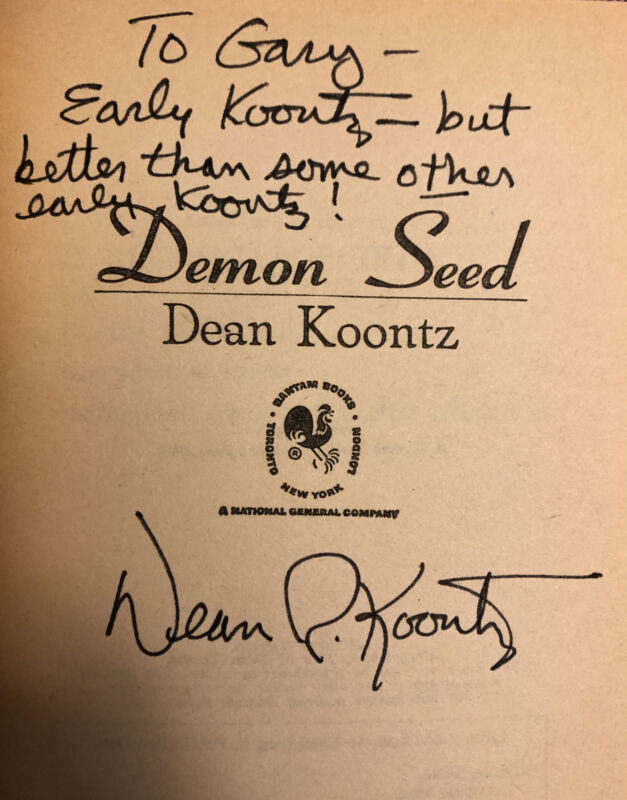 To Gary –
Early Koontz – but
better than some other
early Koontz!
Demon Seed
Dean Koontz
BANTAM BOOKS
TORONTO • NEW YORK • LONDON
®
A NATIONAL GENERAL COMPANY
Dean R. Koontz